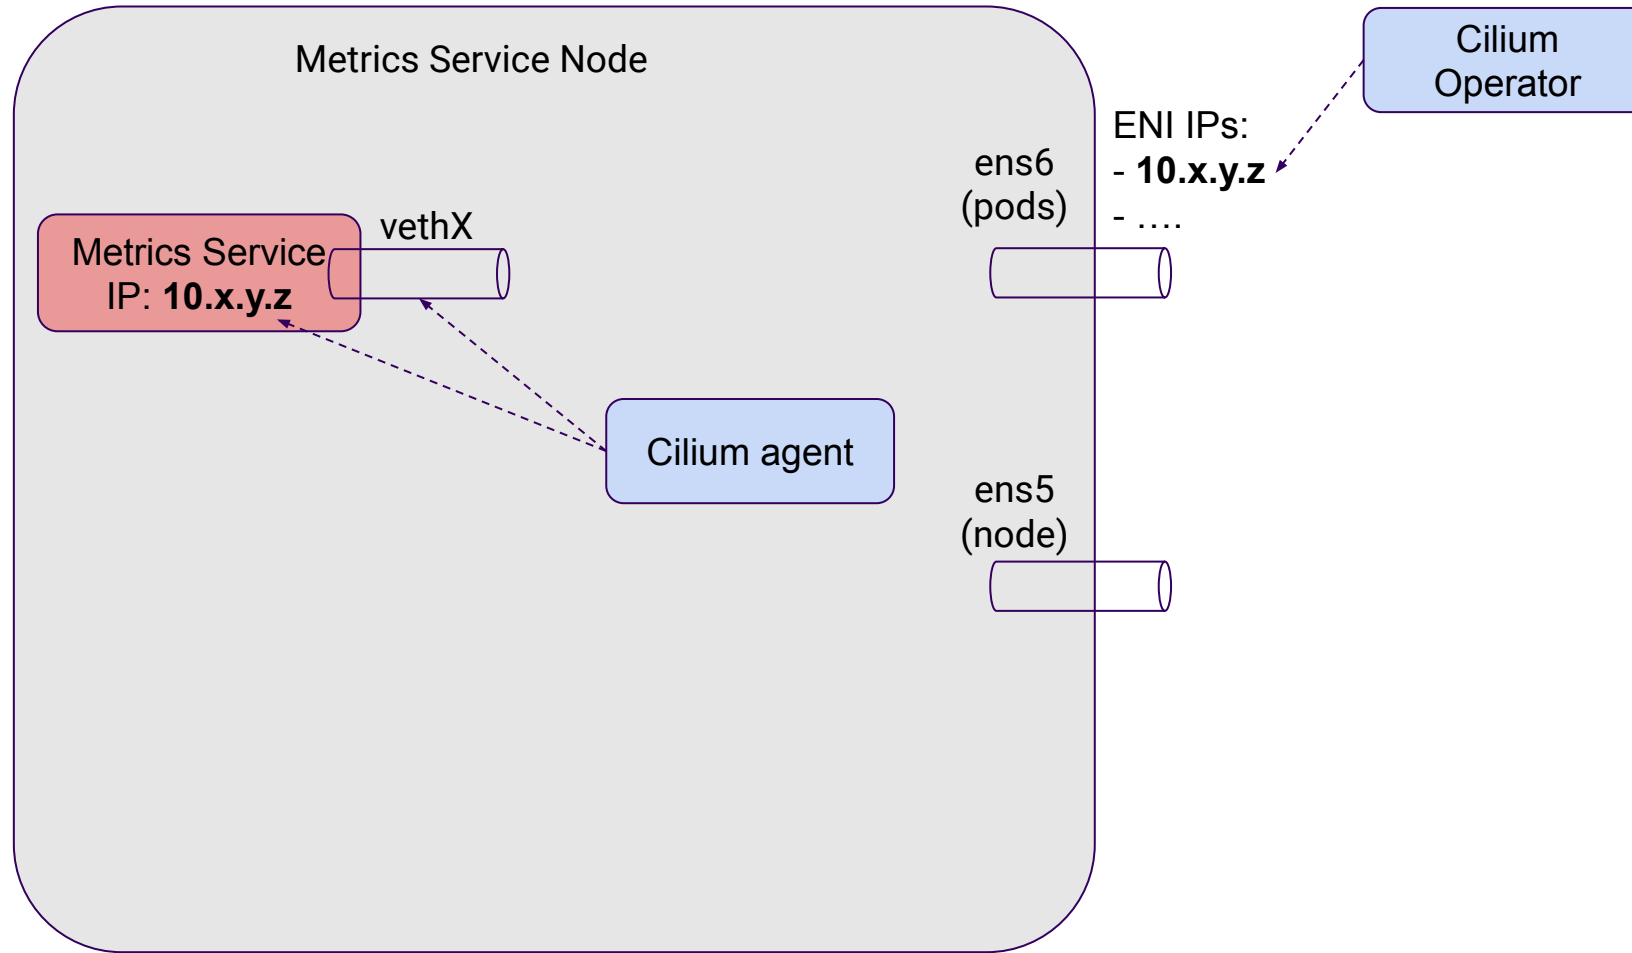 Metrics Service Node
Cilium
Operator
ENI IPs:
- 10.x.y.z
- ....
ens6
(pods)
vethX
Metrics Service
IP: 10.x.y.z
Cilium agent
ens5
(node)